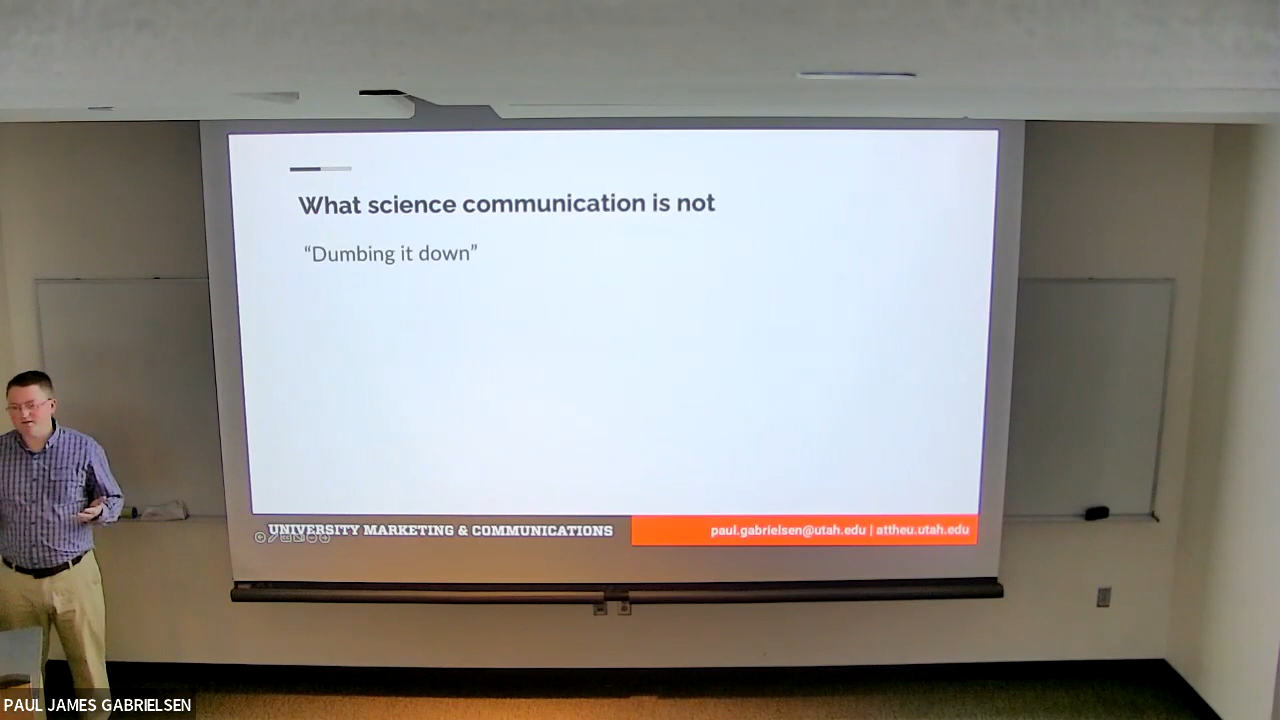 What science communication is not
“Dumbing it down”
UNIVERSITY MARKETING & COMMUNICATIONS
paul.gabrielsen@utah.edu | attheu.utah.edu
PAUL JAMES GABRIELSEN